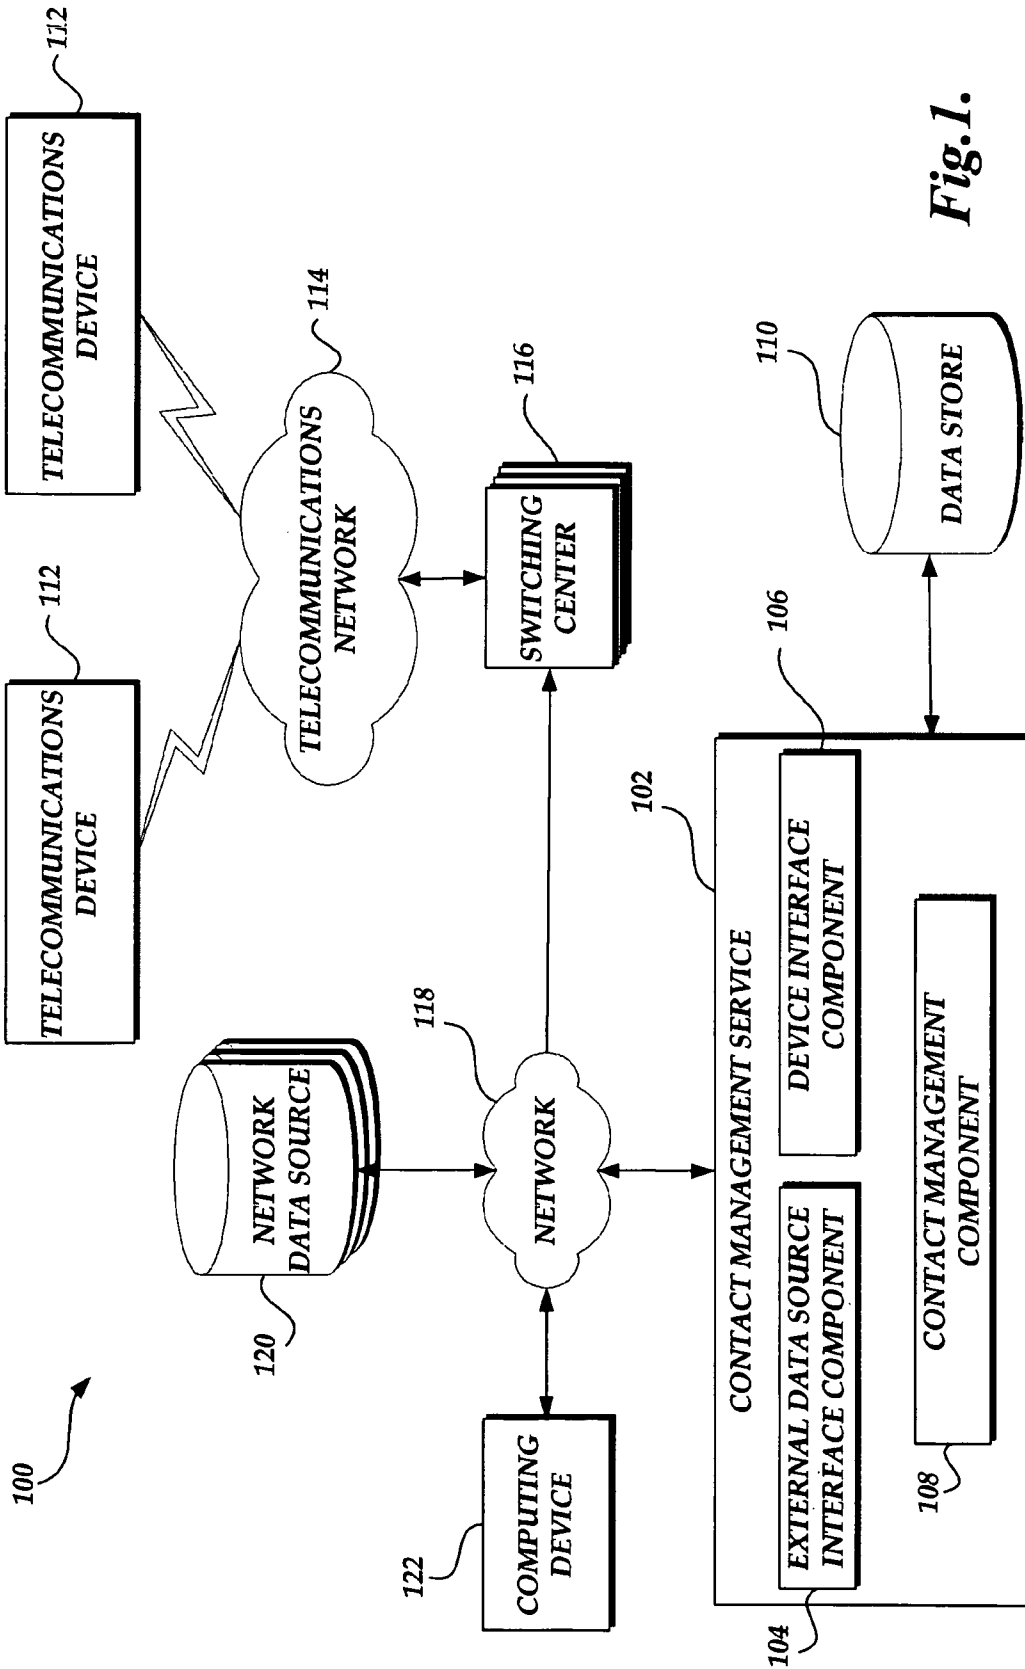 100
112
TELECOMMUNICATIONS
DEVICE
112
TELECOMMUNICATIONS
DEVICE
120
NETWORK
DATA SOURCE
114
TELECOMMUNICATIONS
NETWORK
122
COMPUTING
DEVICE
118
NETWORK
116
SWITCHING
CENTER
102
CONTACT MANAGEMENT SERVICE
104
EXTERNAL DATA SOURCE
INTERFACE COMPONENT
106
DEVICE INTERFACE
COMPONENT
108
CONTACT MANAGEMENT
COMPONENT
110
DATA STORE
Fig.1.